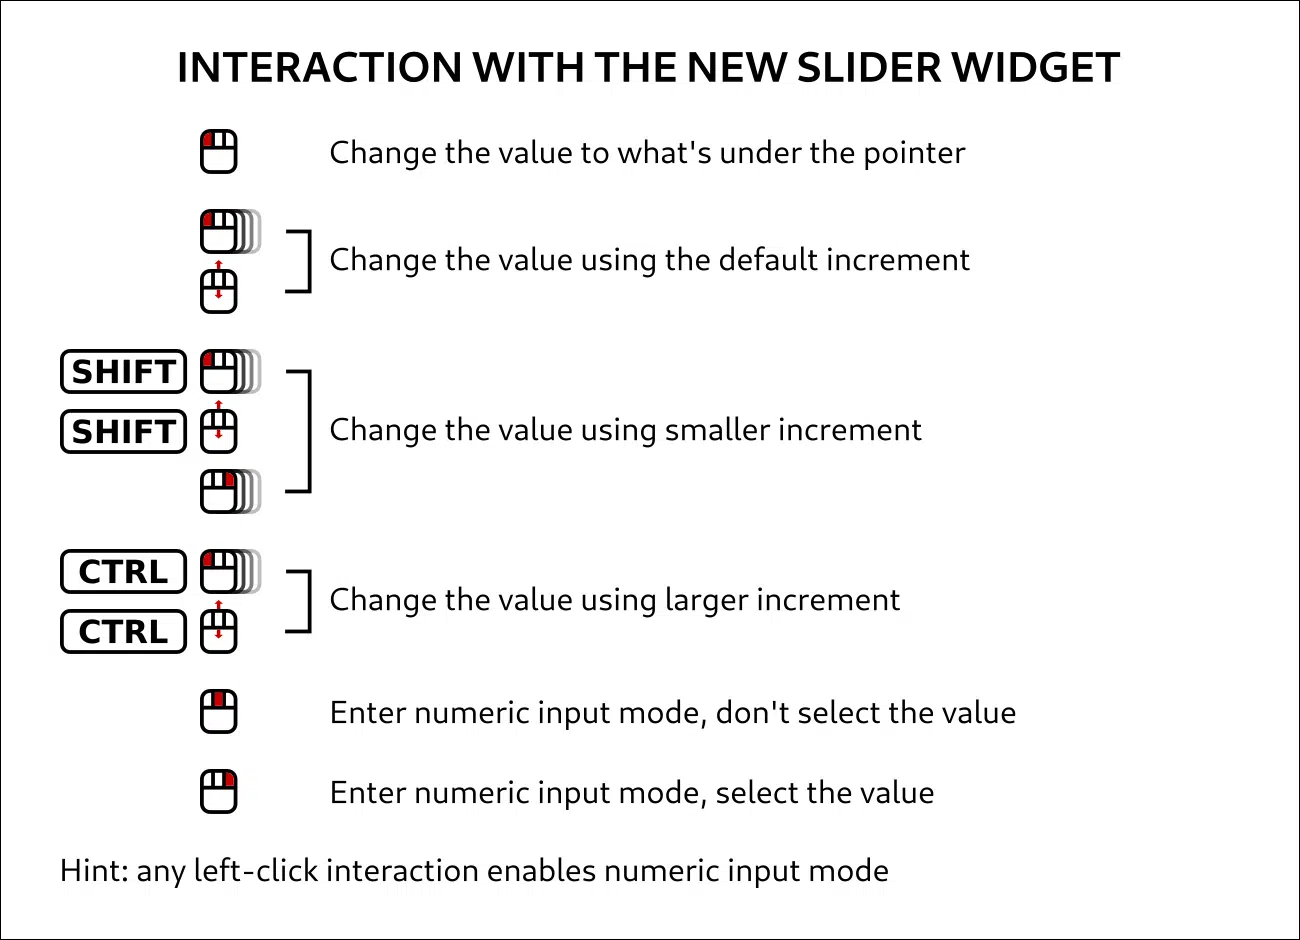 INTERACTION WITH THE NEW SLIDER WIDGET
Change the value to what's under the pointer
Change the value using the default increment
SHIFT
SHIFT
Change the value using smaller increment
CTRL
CTRL
Change the value using larger increment
Enter numeric input mode, don't select the value
Enter numeric input mode, select the value
Hint: any left-click interaction enables numeric input mode